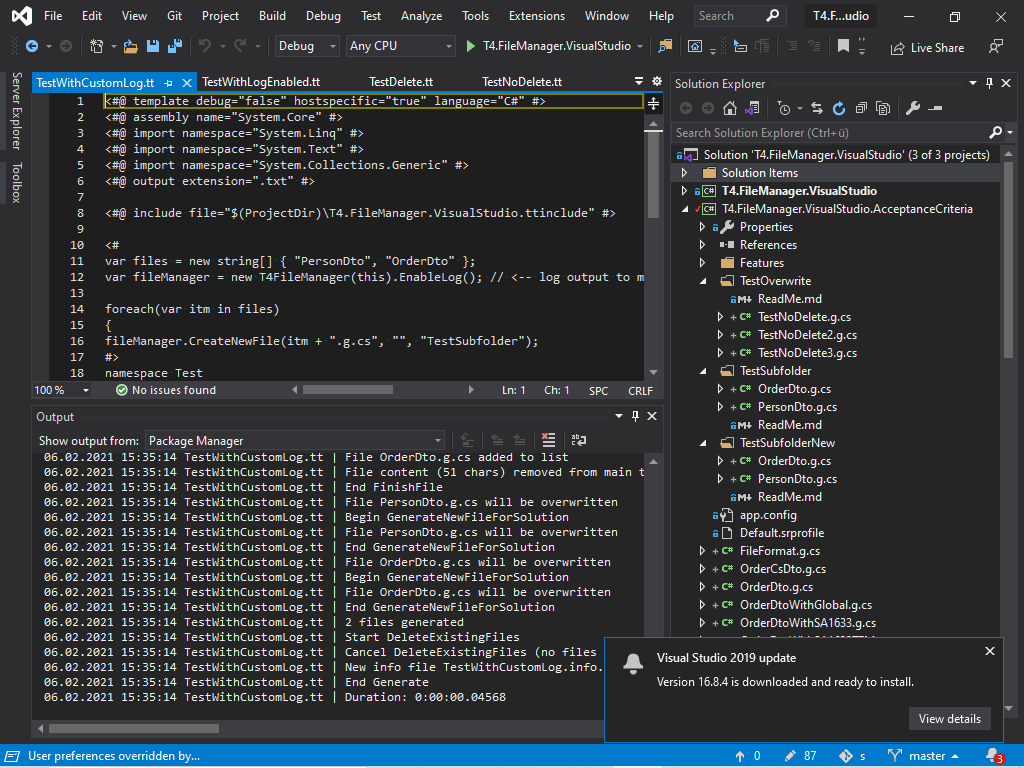 File Edit View Git Project Build Debug Test Analyze Tools Extensions Window Help Search T4.F...udio
Debug Any CPU T4.FileManager.VisualStudio Live Share
Server Explorer
Toolbox
TestWithCustomLog.tt TestWithLogEnabled.tt TestDelete.tt TestNoDelete.tt
1 <#@ template debug="false" hostspecific="true" language="C#" #>
2 <#@ assembly name="System.Core" #>
3 <#@ import namespace="System.Linq" #>
4 <#@ import namespace="System.Text" #>
5 <#@ import namespace="System.Collections.Generic" #>
6 <#@ output extension=".txt" #>
7
8 <#@ include file="$(ProjectDir)\T4.FileManager.VisualStudio.ttinclude" #>
9
10 <#
11 var files = new string[] { "PersonDto", "OrderDto" };
12 var fileManager = new T4FileManager(this).EnableLog(); // <-- log output to m
13
14 foreach(var itm in files)
15 {
16 fileManager.CreateNewFile(itm + ".g.cs", "", "TestSubfolder");
17 #>
18 namespace Test
100 % No issues found Ln: 1 Ch: 1 SPC CRLF
Output
Show output from: Package Manager
06.02.2021 15:35:14 TestWithCustomLog.tt | File OrderDto.g.cs added to list
06.02.2021 15:35:14 TestWithCustomLog.tt | File content (51 chars) removed from main t
06.02.2021 15:35:14 TestWithCustomLog.tt | End FinishFile
06.02.2021 15:35:14 TestWithCustomLog.tt | File PersonDto.g.cs will be overwritten
06.02.2021 15:35:14 TestWithCustomLog.tt | Begin GenerateNewFileForSolution
06.02.2021 15:35:14 TestWithCustomLog.tt | File PersonDto.g.cs will be overwritten
06.02.2021 15:35:14 TestWithCustomLog.tt | End GenerateNewFileForSolution
06.02.2021 15:35:14 TestWithCustomLog.tt | File OrderDto.g.cs will be overwritten
06.02.2021 15:35:14 TestWithCustomLog.tt | Begin GenerateNewFileForSolution
06.02.2021 15:35:14 TestWithCustomLog.tt | File OrderDto.g.cs will be overwritten
06.02.2021 15:35:14 TestWithCustomLog.tt | End GenerateNewFileForSolution
06.02.2021 15:35:14 TestWithCustomLog.tt | 2 files generated
06.02.2021 15:35:14 TestWithCustomLog.tt | Start DeleteExistingFiles
06.02.2021 15:35:14 TestWithCustomLog.tt | Cancel DeleteExistingFiles (no files
06.02.2021 15:35:14 TestWithCustomLog.tt | New info file TestWithCustomLog.info.
06.02.2021 15:35:14 TestWithCustomLog.tt | End Generate
06.02.2021 15:35:14 TestWithCustomLog.tt | Duration: 0:00:00.04568
Solution Explorer
Search Solution Explorer (Ctrl+ü)
Solution 'T4.FileManager.VisualStudio' (3 of 3 projects)
Solution Items
C# T4.FileManager.VisualStudio
C# T4.FileManager.VisualStudio.AcceptanceCriteria
Properties
References
Features
TestOverwrite
M↓ ReadMe.md
+ C# TestNoDelete.g.cs
+ C# TestNoDelete2.g.cs
+ C# TestNoDelete3.g.cs
TestSubfolder
+ C# OrderDto.g.cs
+ C# PersonDto.g.cs
M↓ ReadMe.md
TestSubfolderNew
+ C# OrderDto.g.cs
+ C# PersonDto.g.cs
M↓ ReadMe.md
app.config
Default.srprofile
+ C# FileFormat.g.cs
+ C# OrderCsDto.g.cs
+ C# OrderDto.g.cs
+ C# OrderDtoWithGlobal.g.cs
+ C# OrderDtoWithSA1633.g.cs
Visual Studio 2019 update
Version 16.8.4 is downloaded and ready to install.
View details
User preferences overridden by... 0 87 s master 3